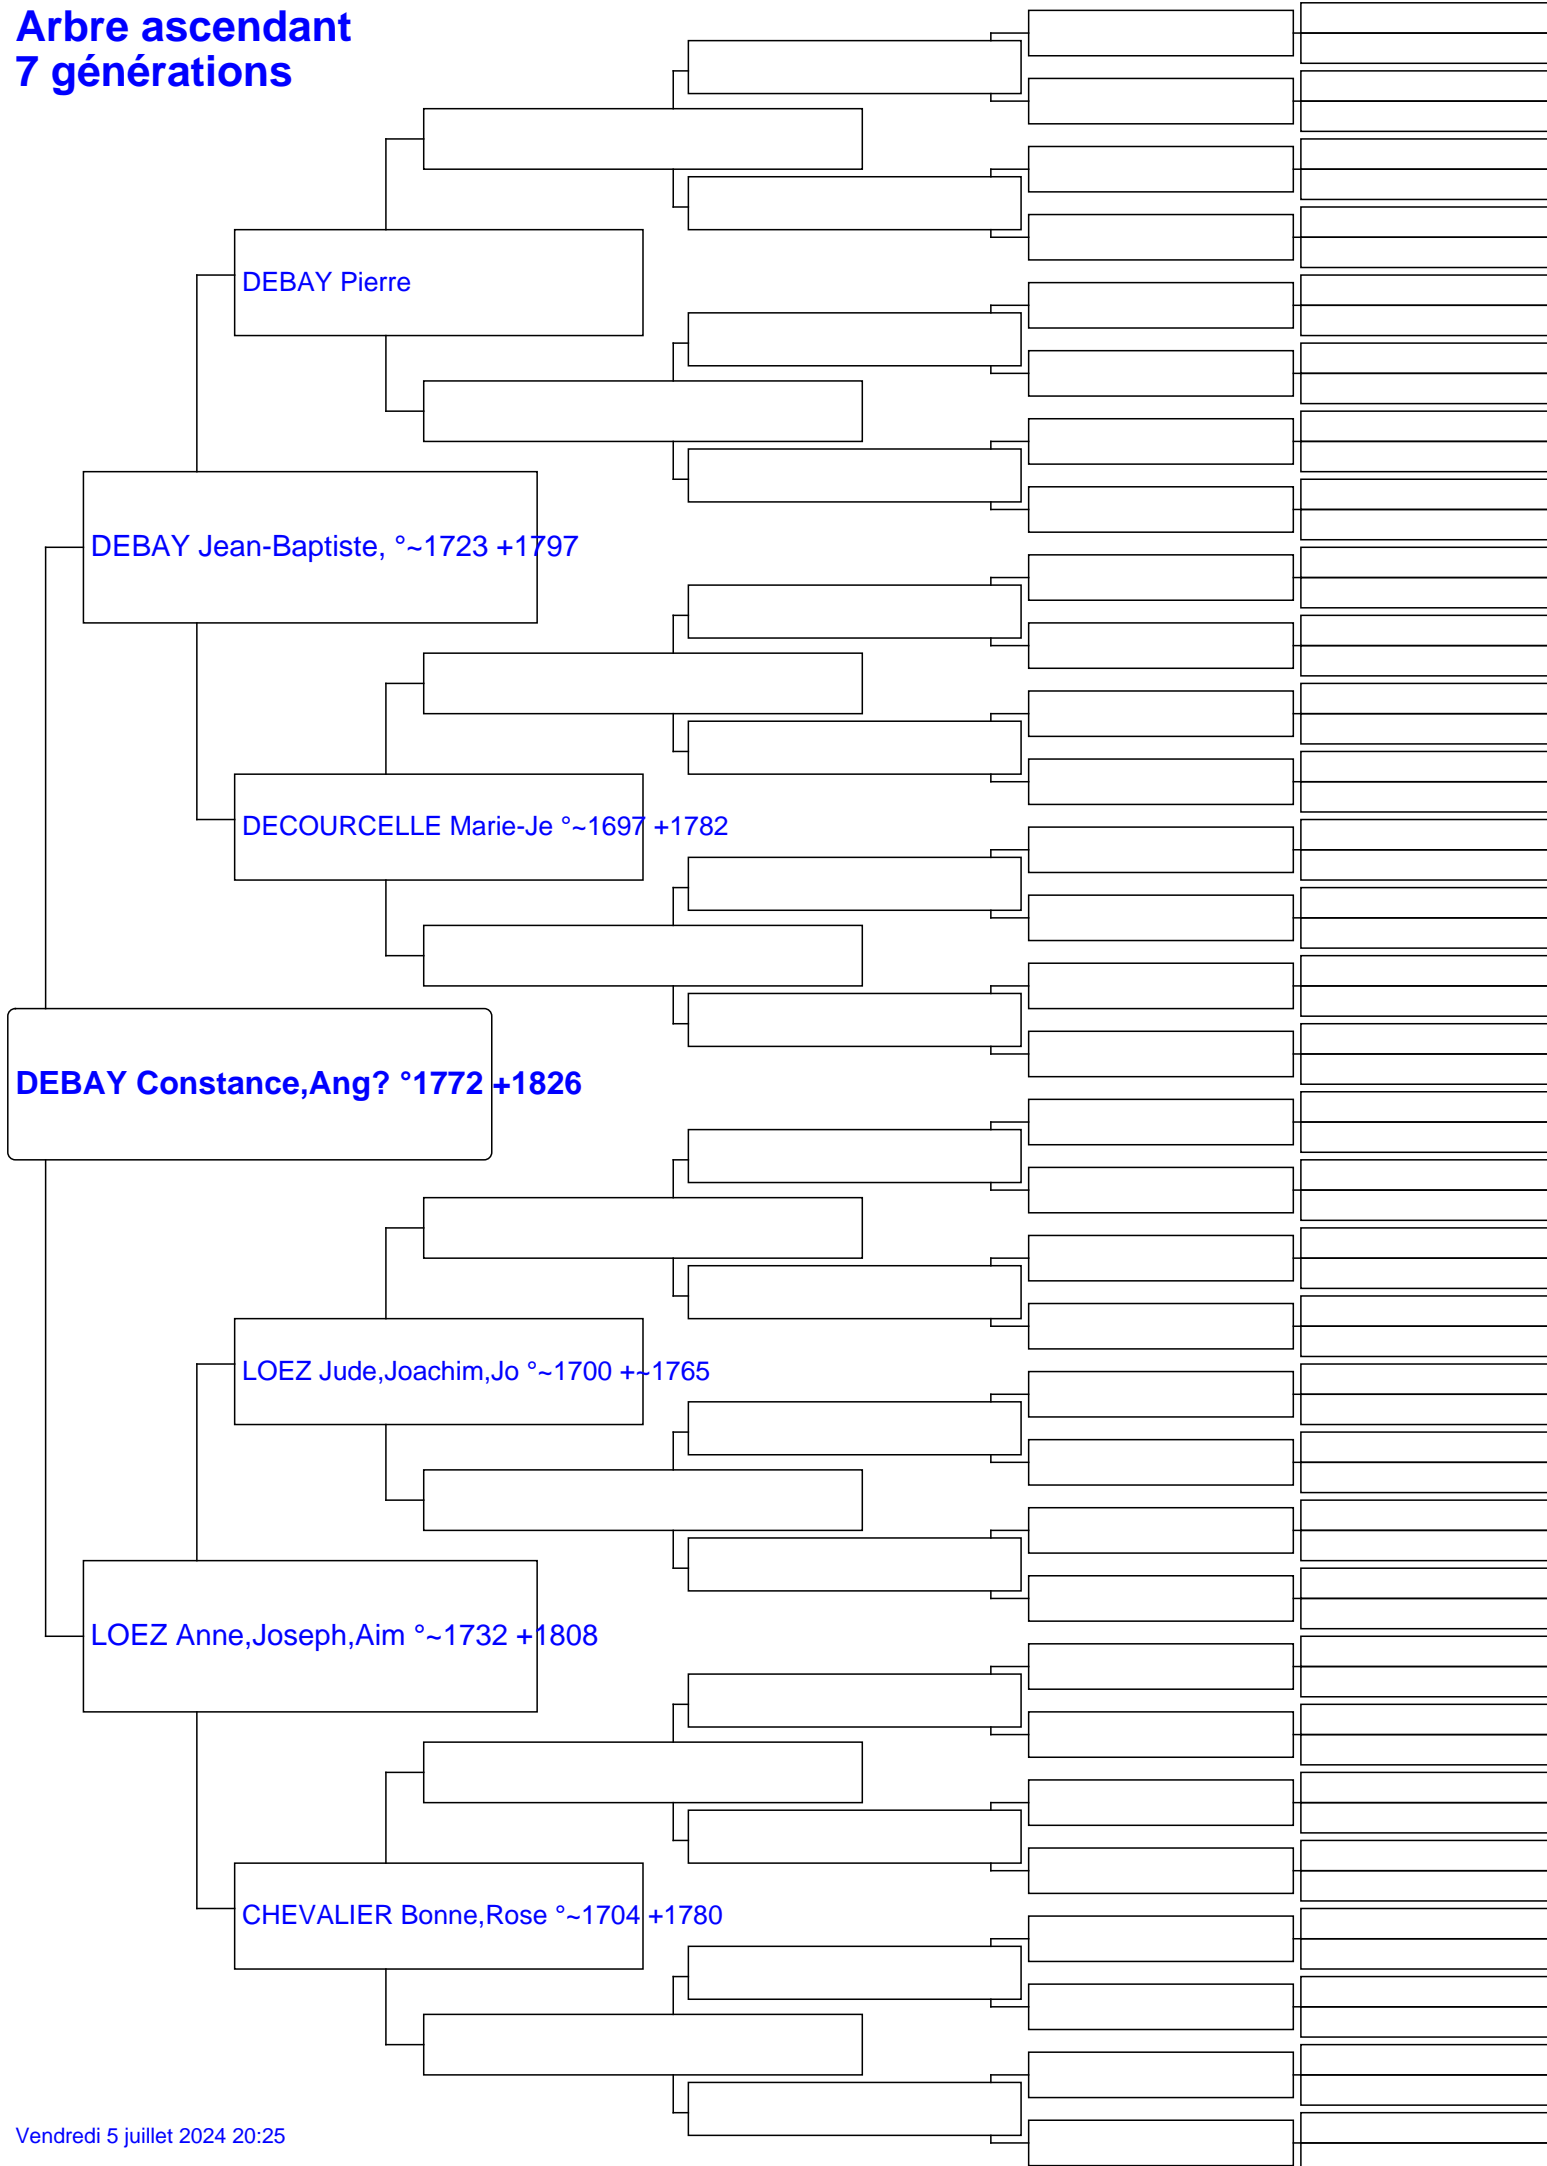 Arbre ascendant
7 générations
DEBAY Pierre
DEBAY Jean-Baptiste, °~1723 +1797
DECOURCELLE Marie-Je °~1697 +1782
DEBAY Constance,Ang? °1772 +1826
LOEZ Jude,Joachim,Jo °~1700 +~1765
LOEZ Anne,Joseph,Aim °~1732 +1808
CHEVALIER Bonne,Rose °~1704 +1780
Vendredi 5 juillet 2024 20:25